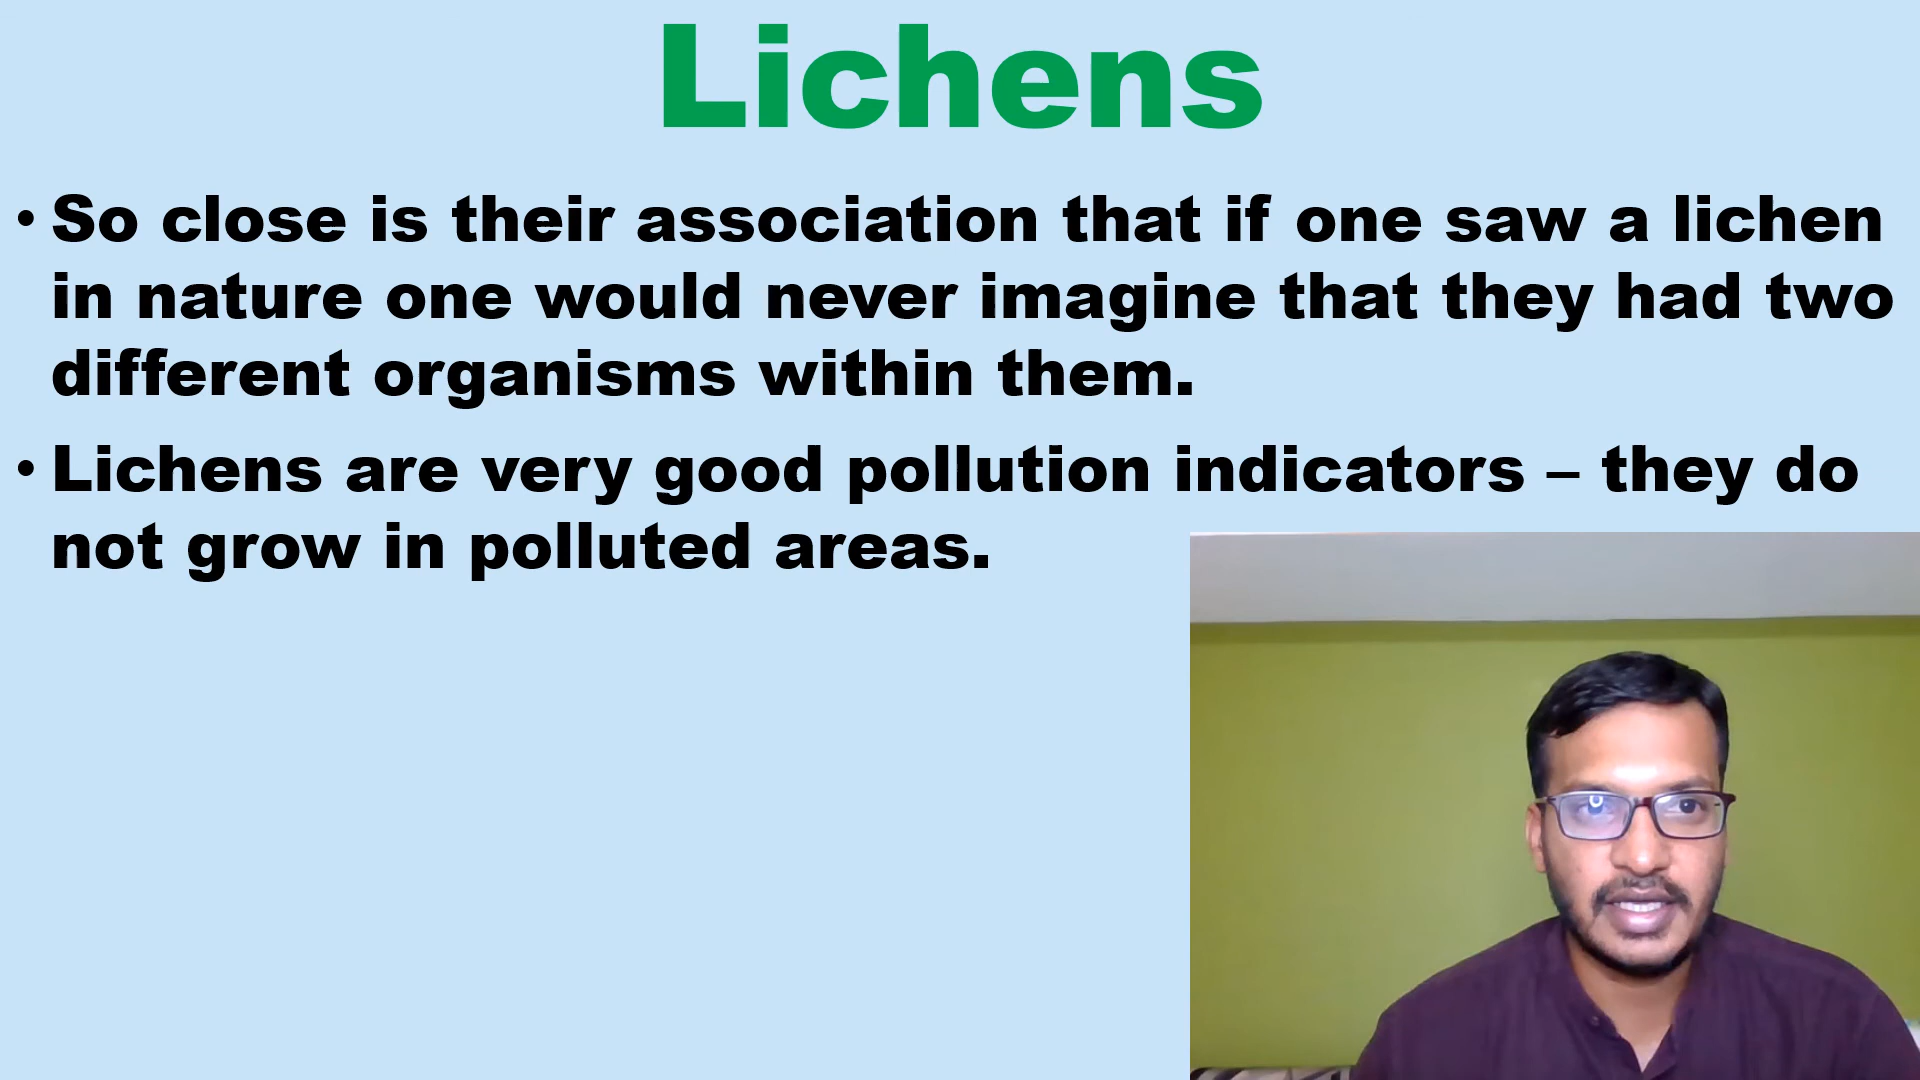 Lichens
• So close is their association that if one saw a lichen
in nature one would never imagine that they had two
different organisms within them.
• Lichens are very good pollution indicators – they do
not grow in polluted areas.